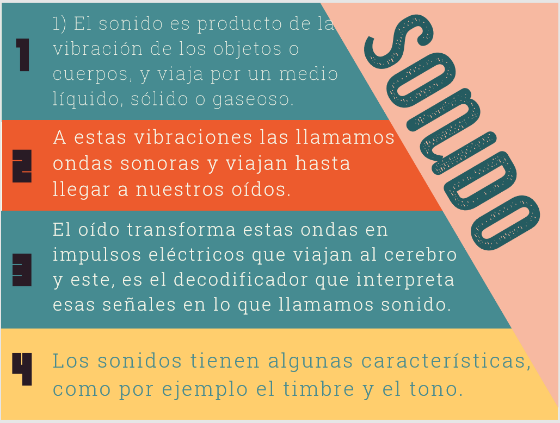 1
1) El sonido es producto de la
vibración de los objetos o
cuerpos, y viaja por un medio
líquido, sólido o gaseoso.
2
A estas vibraciones las llamamos
ondas sonoras y viajan hasta
llegar a nuestros oídos.
3
El oído transforma estas ondas en
impulsos eléctricos que viajan al cerebro
y este, es el decodificador que interpreta
esas señales en lo que llamamos sonido.
4
Los sonidos tienen algunas características,
como por ejemplo el timbre y el tono.
SONIDO